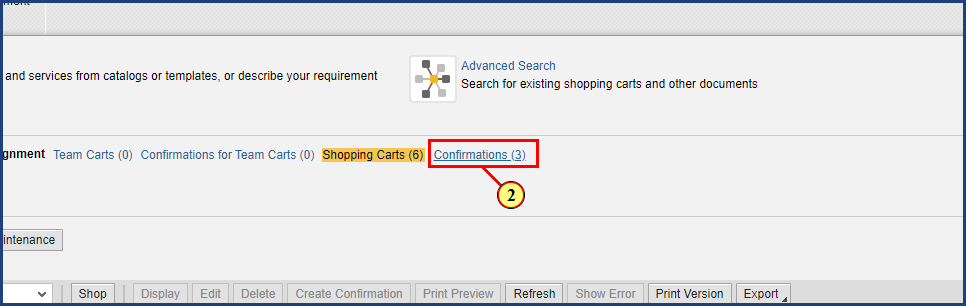 Advanced Search
and services from catalogs or templates, or describe your requirement
Search for existing shopping carts and other documents
gnment Team Carts (0) Confirmations for Team Carts (0) Shopping Carts (6) Confirmations (3)
2
intenance
Shop Display Edit Delete Create Confirmation Print Preview Refresh Show Error Print Version Export